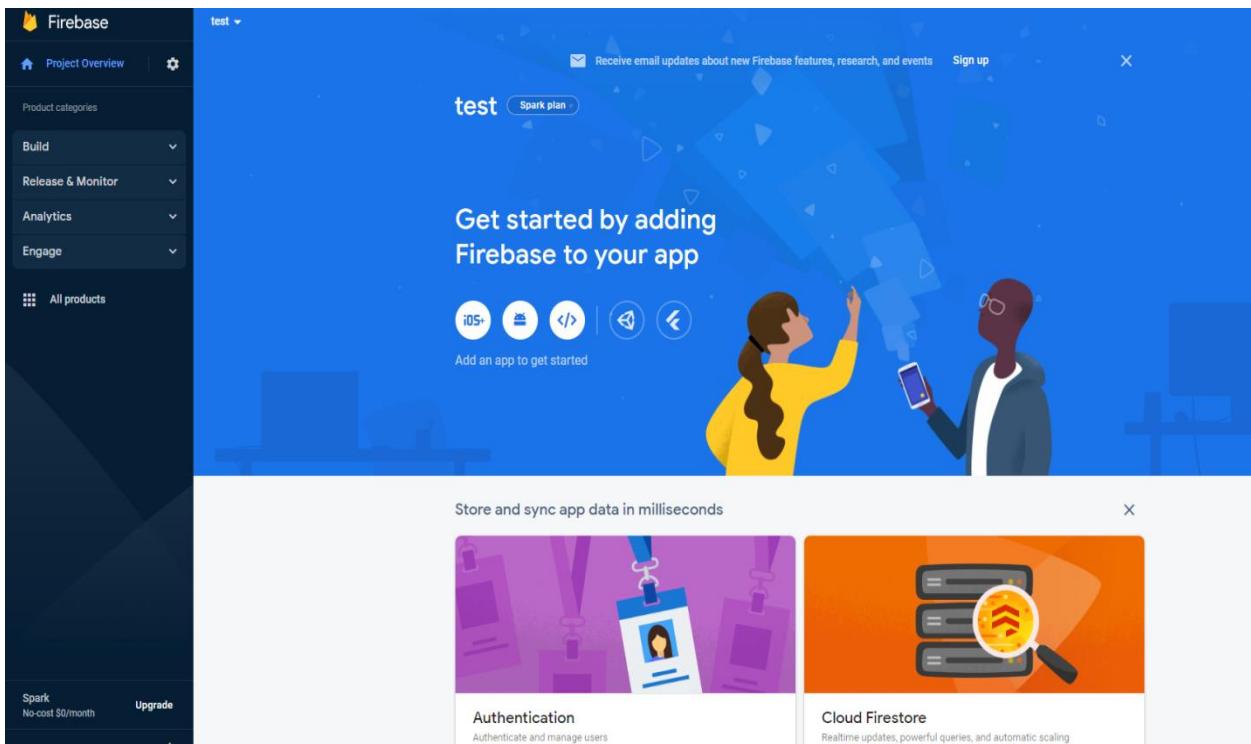 Firebase
Project Overview
Product categories
Build
Release & Monitor
Analytics
Engage
All products
Spark
No-cost $0/month
Upgrade
test
Receive email updates about new Firebase features, research, and events Sign up
test
Spark plan
Get started by adding
Firebase to your app
iOS+
Add an app to get started
Store and sync app data in milliseconds
Authentication
Authenticate and manage users
Cloud Firestore
Realtime updates, powerful queries, and automatic scaling